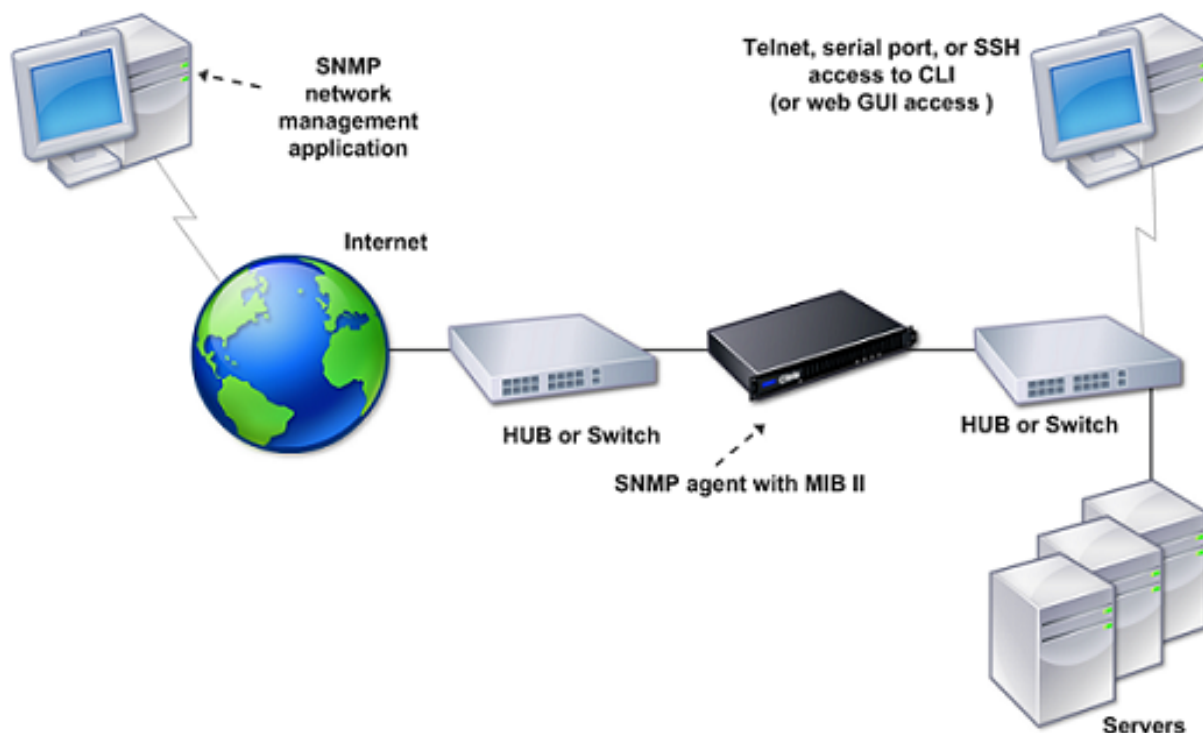 SNMP
network
management
application
Telnet, serial port, or SSH
access to CLI
(or web GUI access )
Internet
HUB or Switch
HUB or Switch
SNMP agent with MIB II
Servers